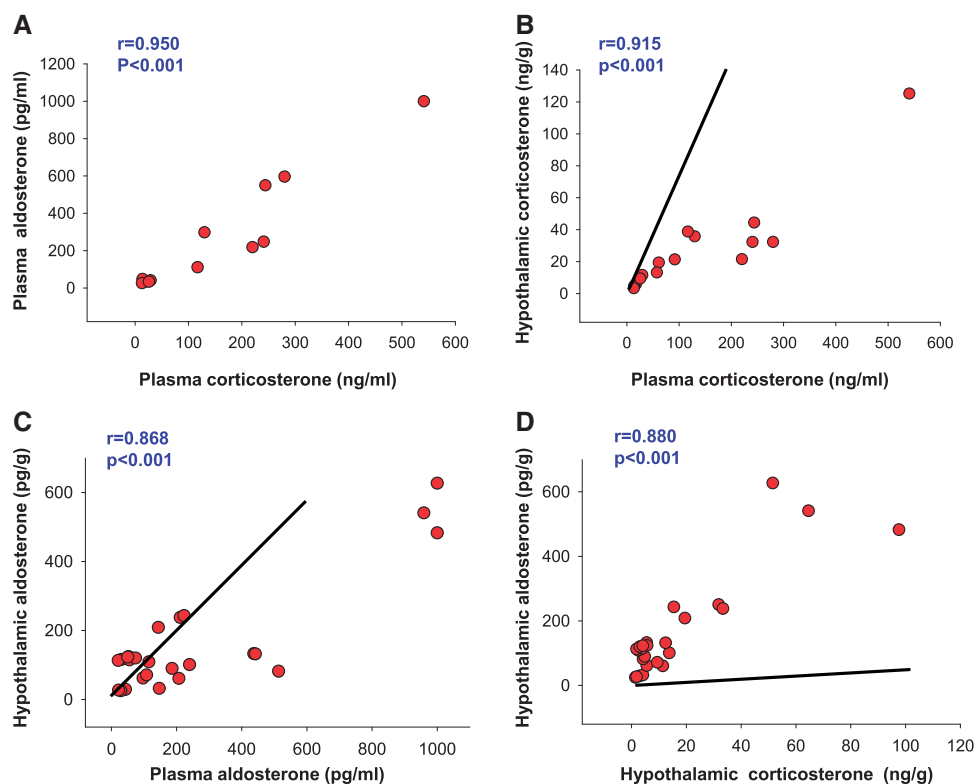 A
r=0.950
P<0.001
Plasma aldosterone (pg/ml)
1200
1000
800
600
400
200
0
0 100 200 300 400 500 600
Plasma corticosterone (ng/ml)
B
r=0.915
p<0.001
Hypothalamic corticosterone (ng/g)
140
120
100
80
60
40
20
0
0 100 200 300 400 500 600
Plasma corticosterone (ng/ml)
C
r=0.868
p<0.001
Hypothalamic aldosterone (pg/g)
600
400
200
0
0 200 400 600 800 1000
Plasma aldosterone (pg/ml)
D
r=0.880
p<0.001
Hypothalamic aldosterone (pg/g)
600
400
200
0
0 20 40 60 80 100 120
Hypothalamic corticosterone (ng/g)